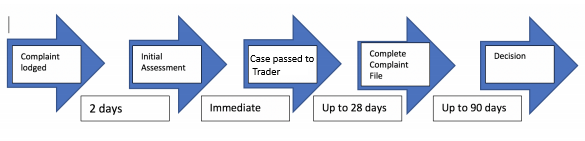 Complaint
lodged
Initial
Assessment
Case passed to
Trader
Complete
Complaint
File
Decision
2 days
Immediate
Up to 28 days
Up to 90 days